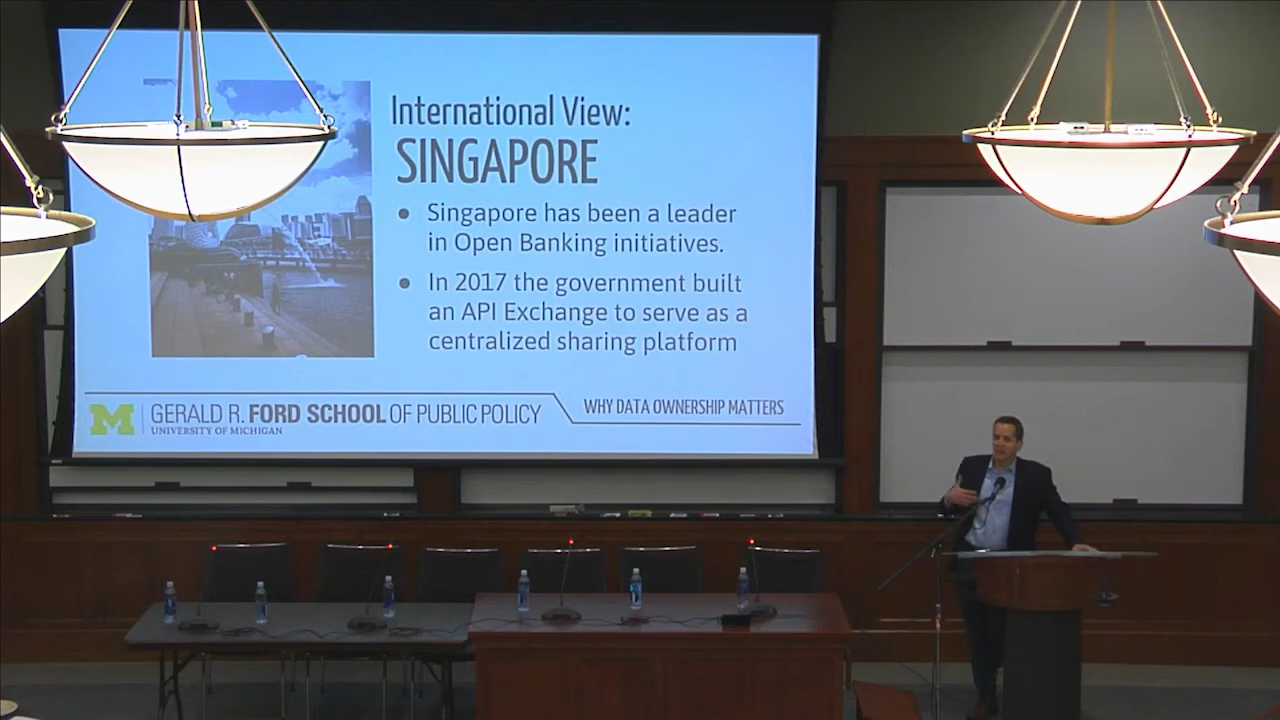 International View:
SINGAPORE
• Singapore has been a leader
in Open Banking initiatives.
• In 2017 the government built
an API Exchange to serve as a
centralized sharing platform
M GERALD R. FORD SCHOOL OF PUBLIC POLICY
UNIVERSITY OF MICHIGAN
WHY DATA OWNERSHIP MATTERS